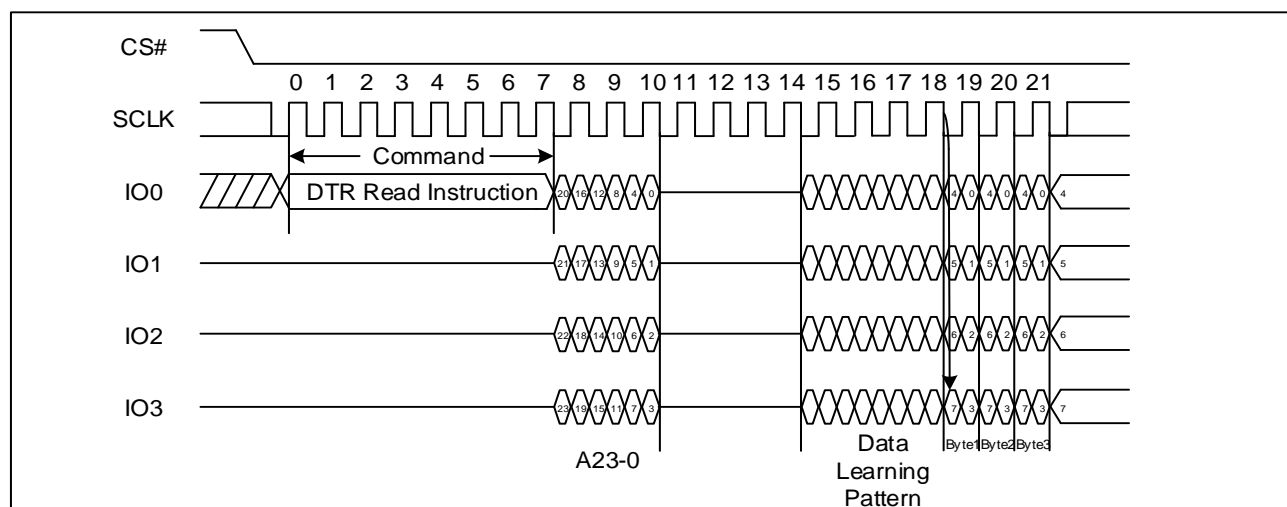 CS#
0 1 2 3 4 5 6 7 8 9 10 11 12 13 14 15 16 17 18 19 20 21
SCLK
Command
IO0 DTR Read Instruction 20 16 12 8 4 0 4 0 4 0 4 0 4
IO1 21 17 13 9 5 1 5 1 5 1 5 1 5
IO2 22 18 14 10 6 2 6 2 6 2 6 2 6
IO3 23 19 15 11 7 3 7 3 7 3 7 3 7
A23-0
Data Byte1 Byte2 Byte3
Learning
Pattern